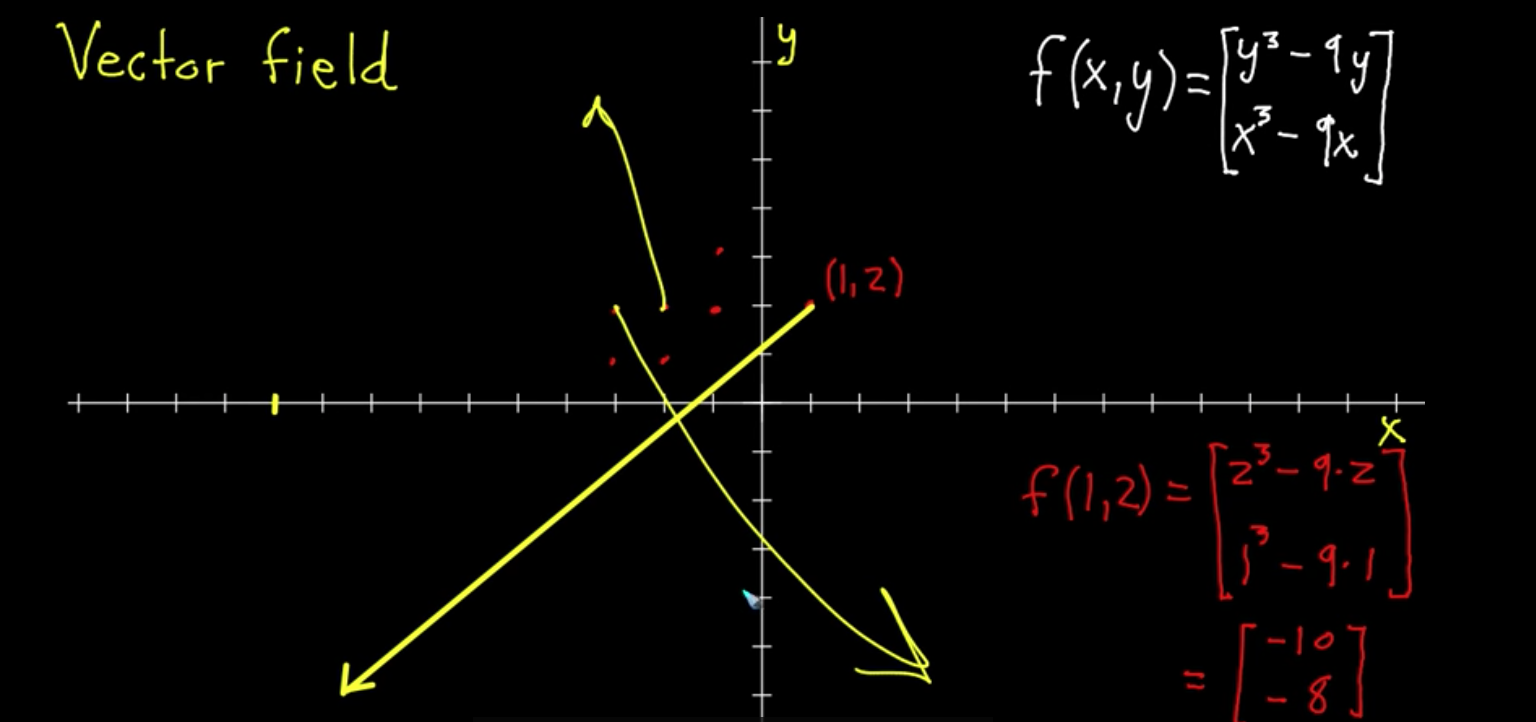 Vector field
y
f(x,y) = [y³ - 9y
x³ - 9x]
(1,2)
x
f(1,2) = [2³ - 9·2
1³ - 9·1]
= [-10
-8]